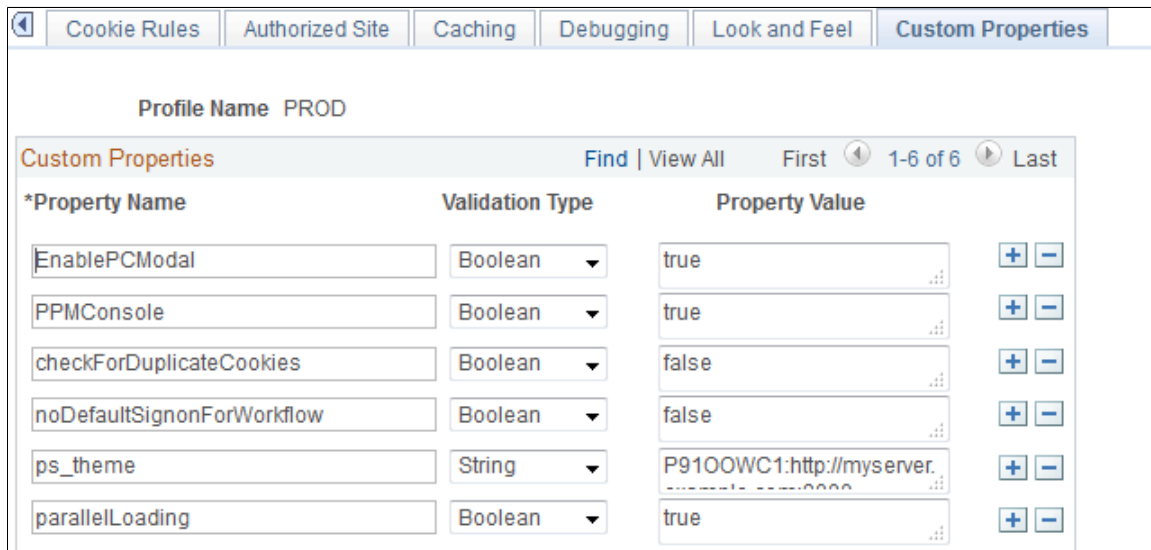 Cookie Rules Authorized Site Caching Debugging Look and Feel Custom Properties
Profile Name PROD
Custom Properties Find | View All First 1-6 of 6 Last
*Property Name Validation Type Property Value
EnablePCModal Boolean true
PPMConsole Boolean true
checkForDuplicateCookies Boolean false
noDefaultSignonForWorkflow Boolean false
ps_theme String P91OOWC1:http://myserver.
parallelLoading Boolean true